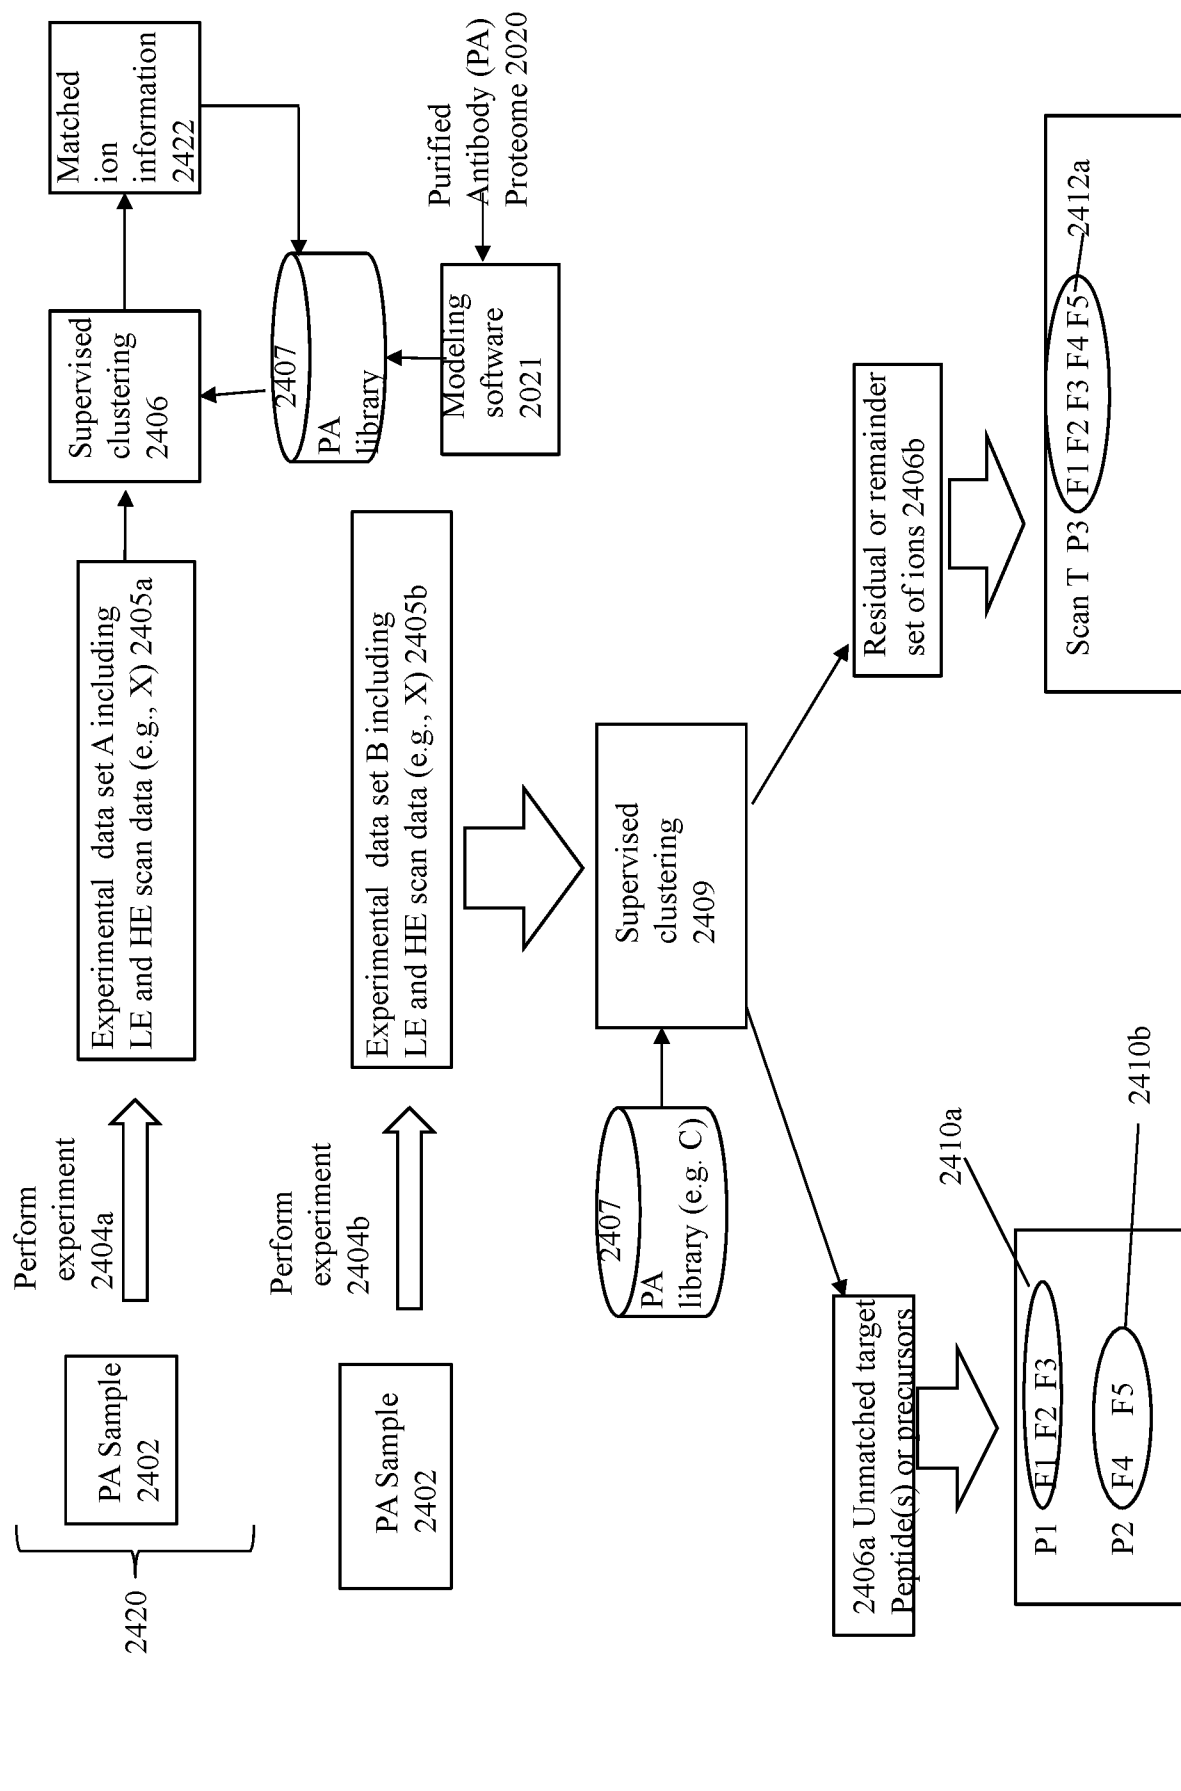 2420
PA Sample
2402
Perform
experiment
2404a
Experimental data set A including
LE and HE scan data (e.g., X) 2405a
Supervised
clustering
2406
Matched
ion
information
2422
2407
PA
library
Modeling
software
2021
Purified
Antibody (PA)
Proteome 2020
PA Sample
2402
Perform
experiment
2404b
Experimental data set B including
LE and HE scan data (e.g., X) 2405b
2407
PA
library (e.g. C)
Supervised
clustering
2409
2406a Unmatched target
Peptide(s) or precursors
Residual or remainder
set of ions 2406b
2410a
P1 F1 F2 F3
P2 F4 F5
2410b
Scan T P3 F1 F2 F3 F4 F5
2412a